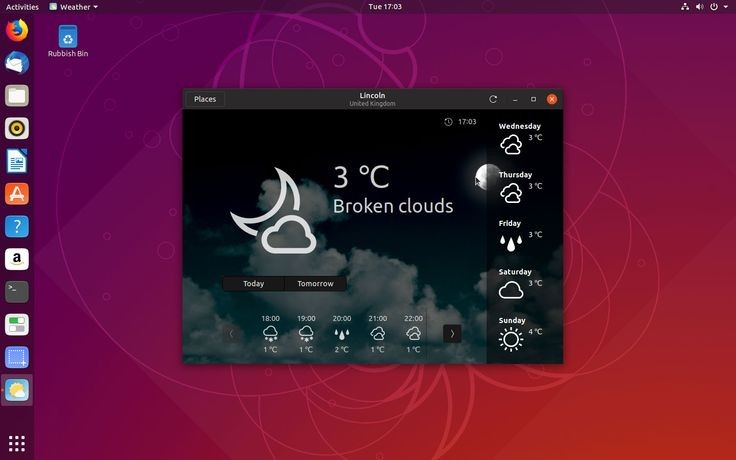 Activities Weather Tue 17:03
Rubbish Bin
Places Lincoln
United Kingdom
17:03
3 °C
Broken clouds
Today Tomorrow
18:00 19:00 20:00 21:00 22:00
1 °C 1 °C 2 °C 1 °C 1 °C
Wednesday
3 °C
Thursday
3 °C
Friday
3 °C
Saturday
3 °C
Sunday
4 °C
?
a
>_